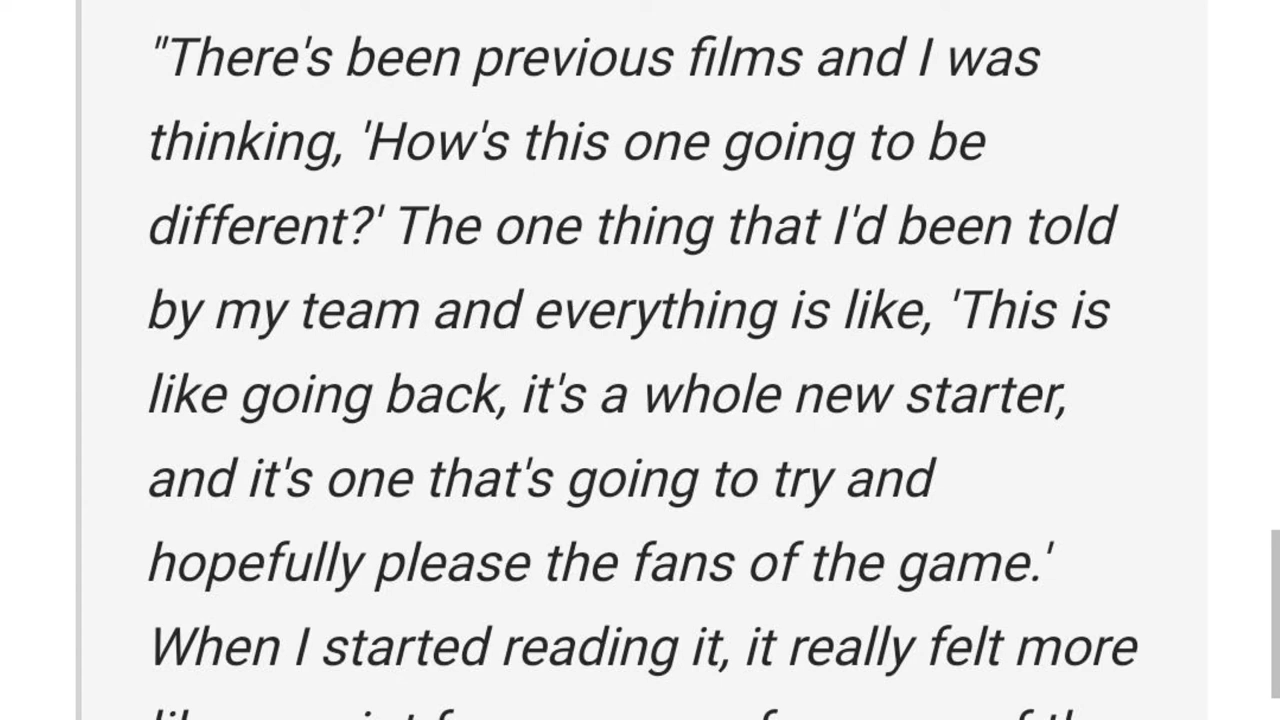 "There's been previous films and I was
thinking, 'How's this one going to be
different?' The one thing that I'd been told
by my team and everything is like, 'This is
like going back, it's a whole new starter,
and it's one that's going to try and
hopefully please the fans of the game.'
When I started reading it, it really felt more